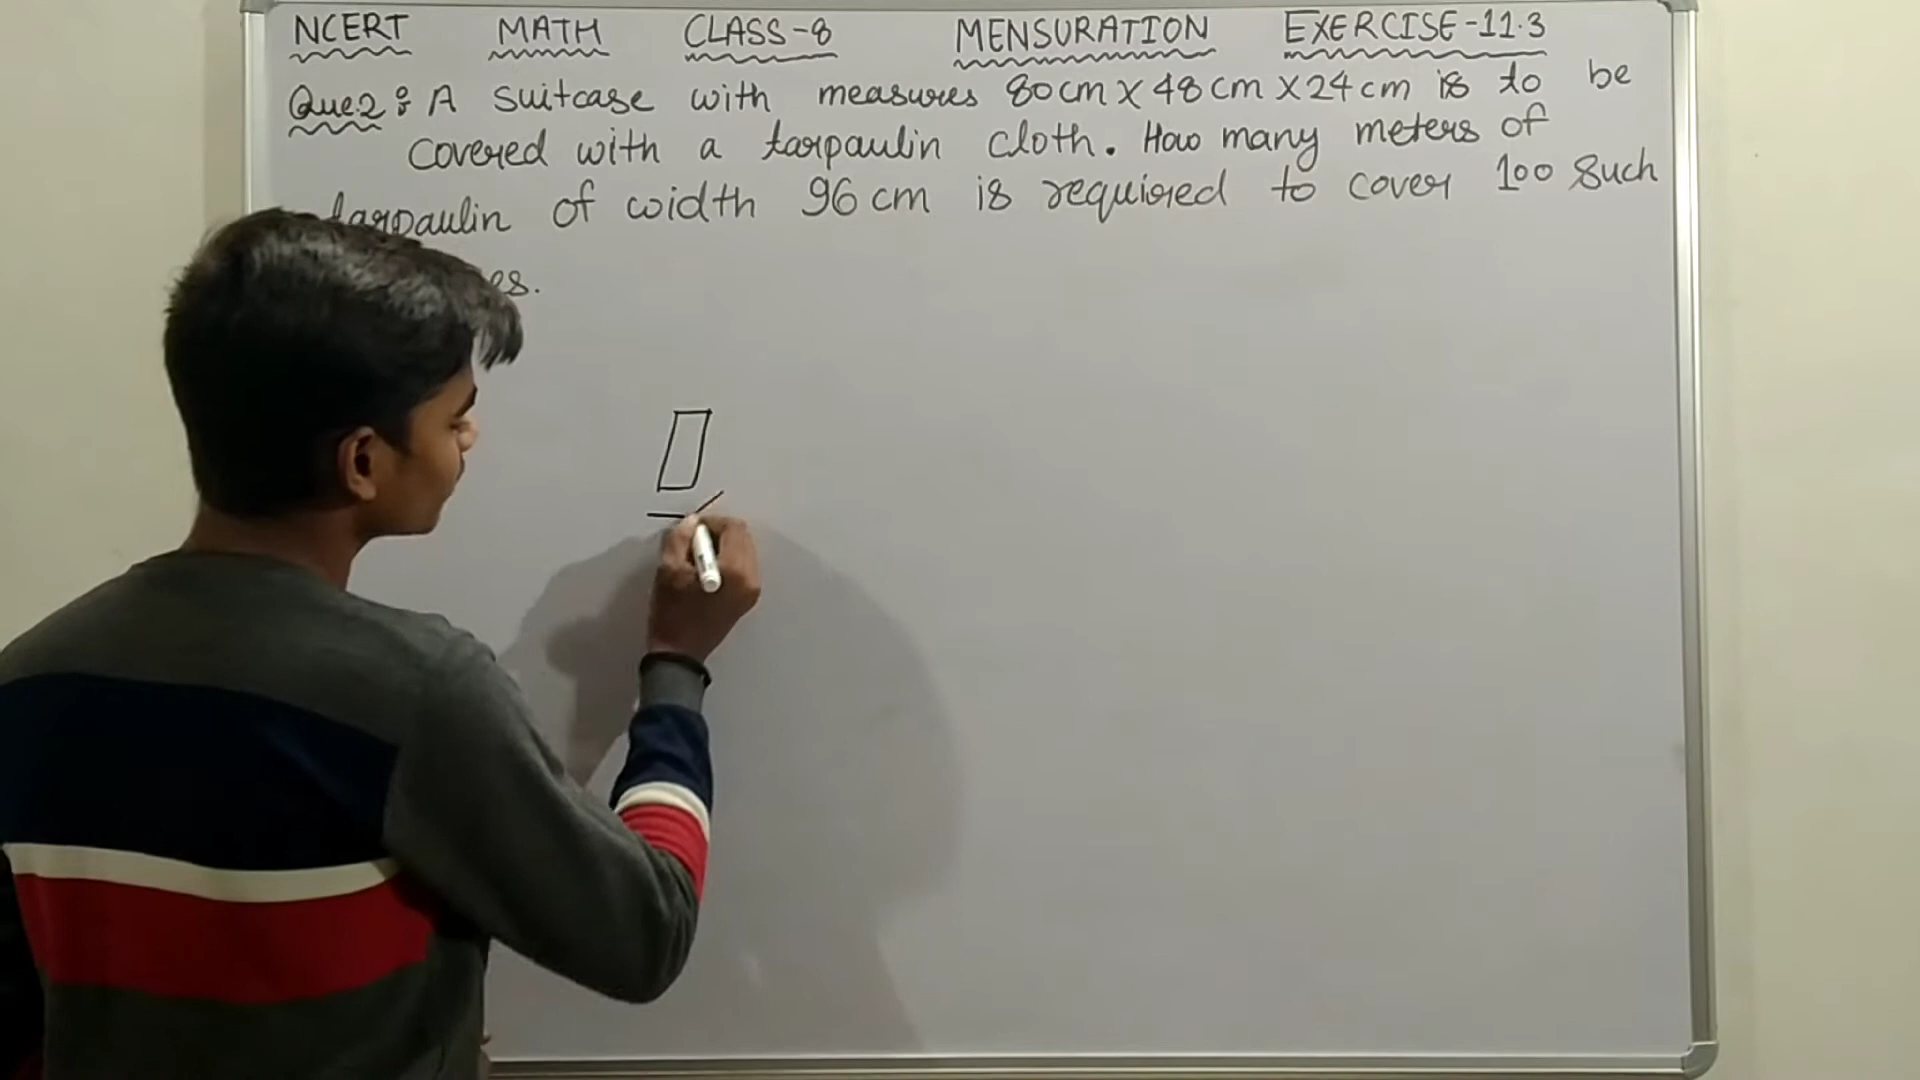 NCERT MATH CLASS-8 MENSURATION EXERCISE-11.3
Que2: A suitcase with measures 80cm X 48cm X 24cm is to be
covered with a tarpaulin cloth. How many meters of
tarpaulin of width 96 cm is required to cover 100 such